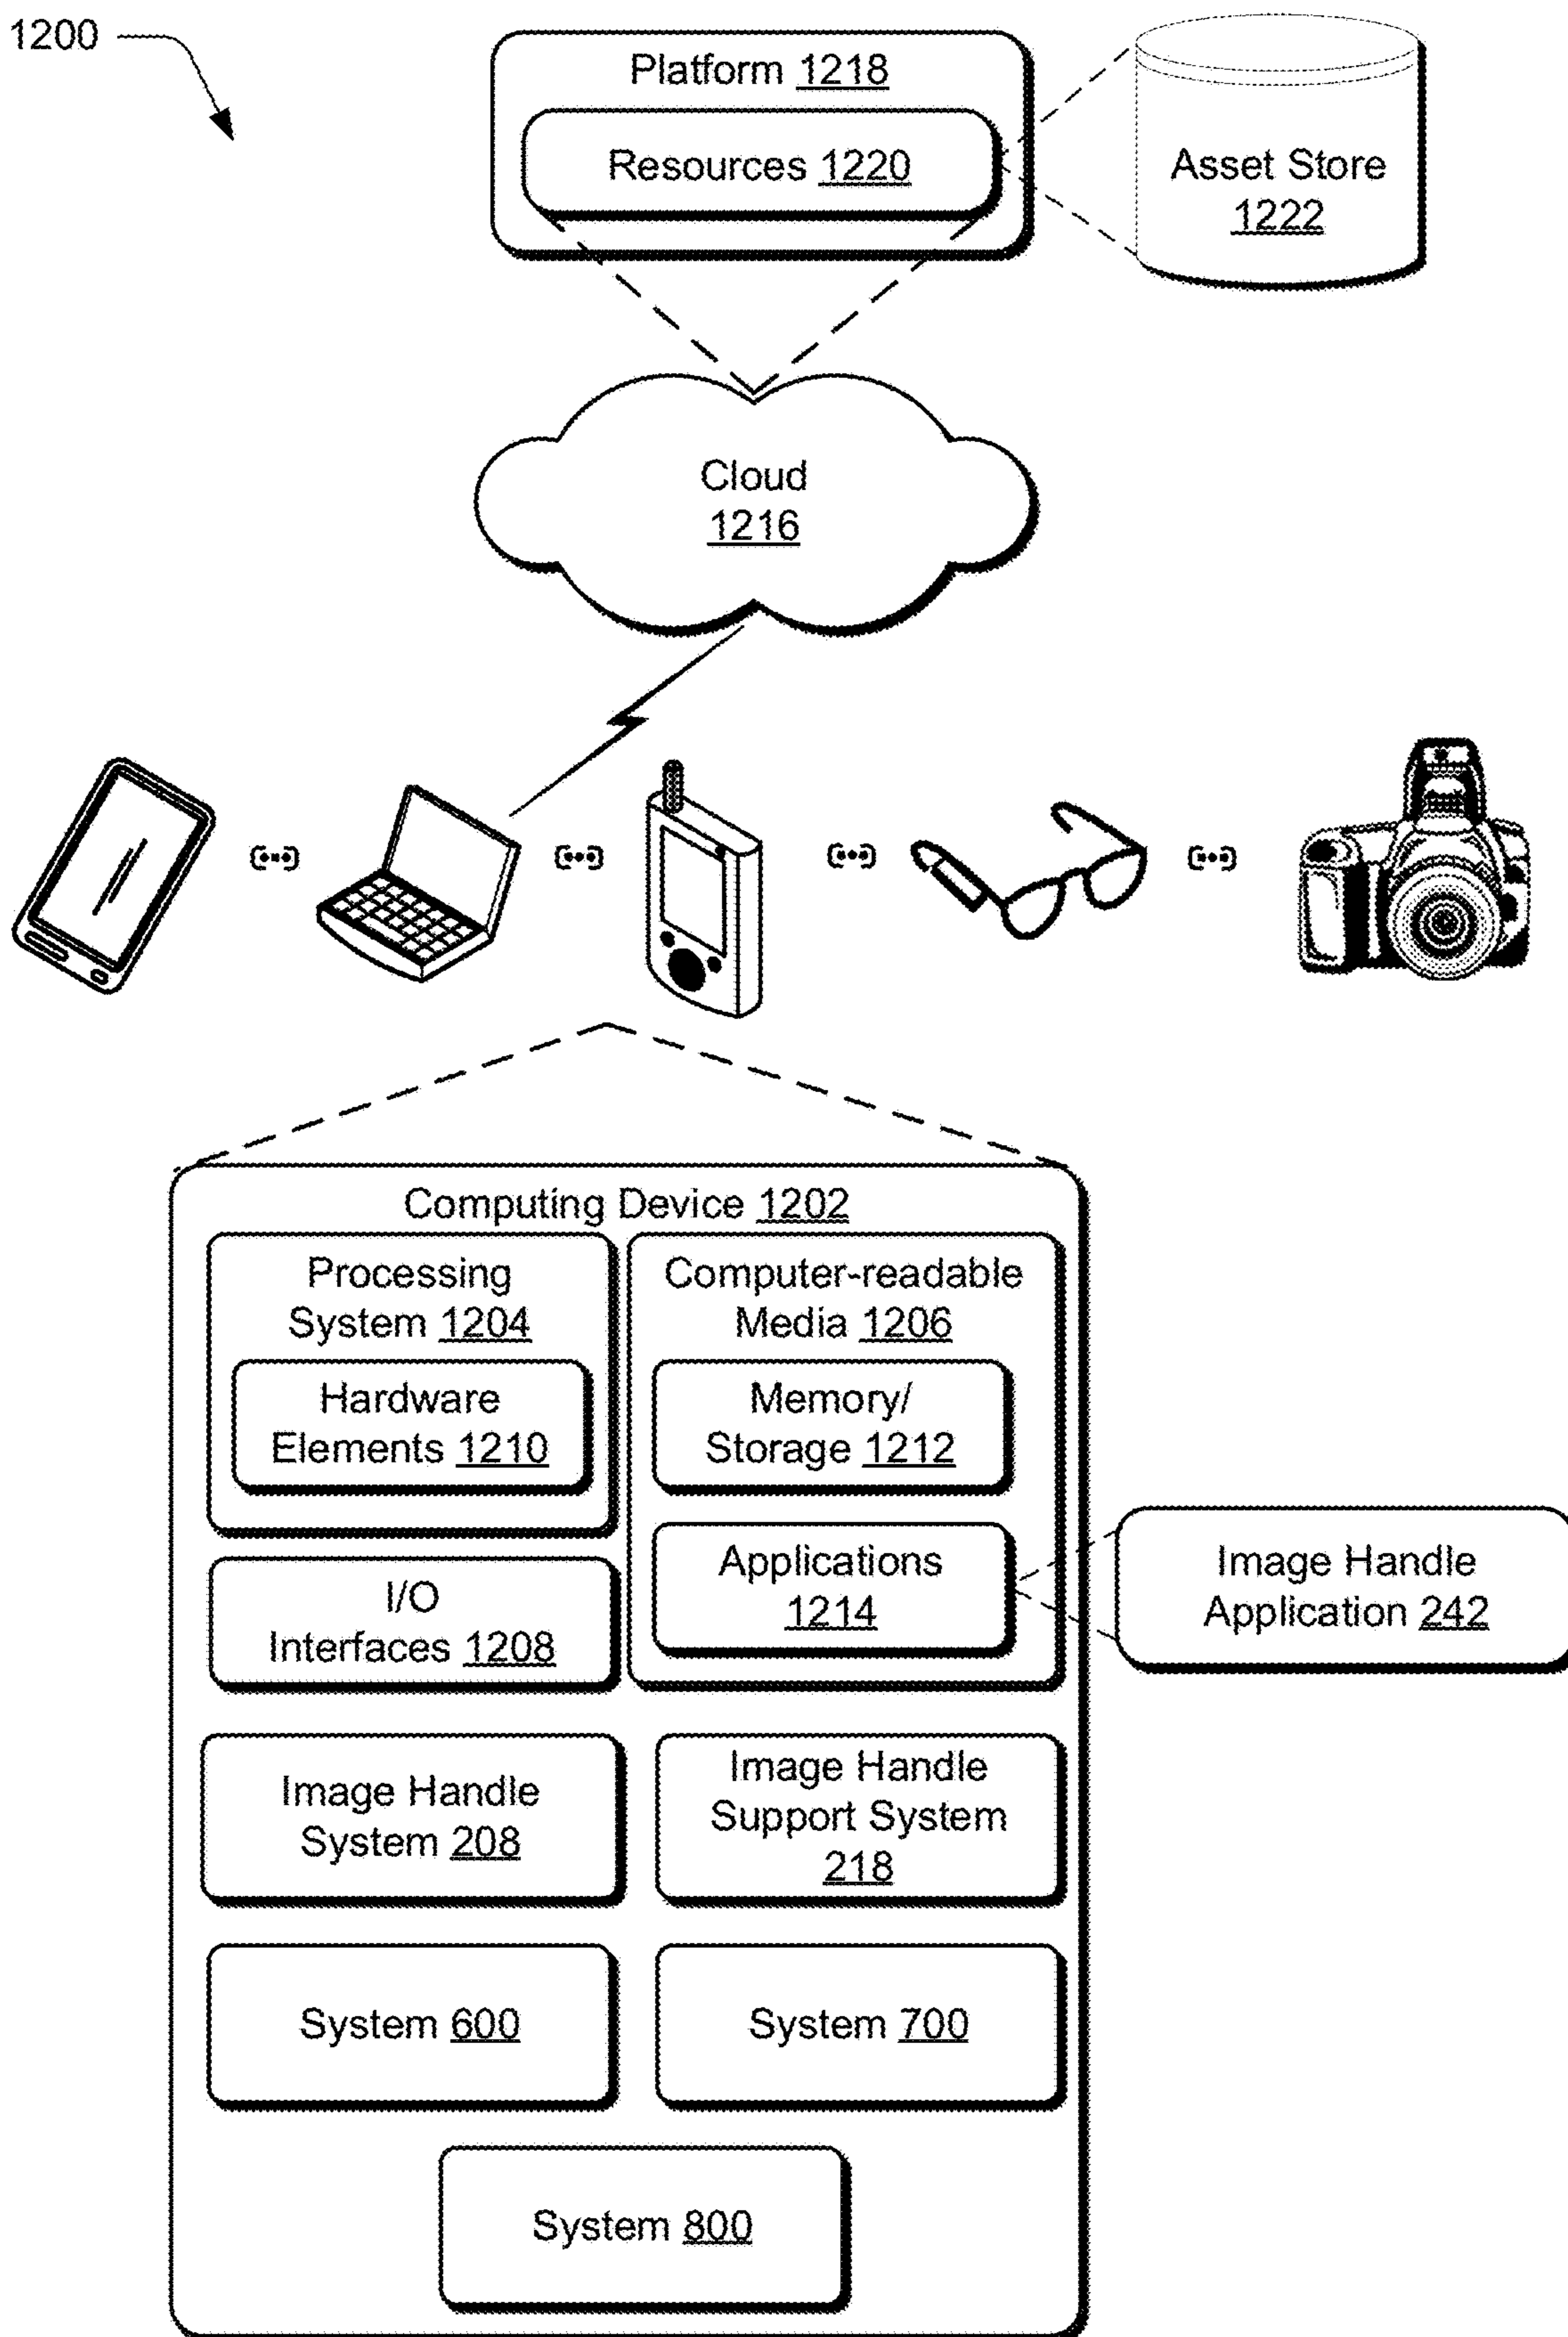 1200
Platform 1218
Resources 1220
Asset Store
1222
Cloud
1216
Computing Device 1202
Processing
System 1204
Hardware
Elements 1210
Computer-readable
Media 1206
Memory/
Storage 1212
Applications
1214
I/O
Interfaces 1208
Image Handle
Application 242
Image Handle
System 208
Image Handle
Support System
218
System 600
System 700
System 800